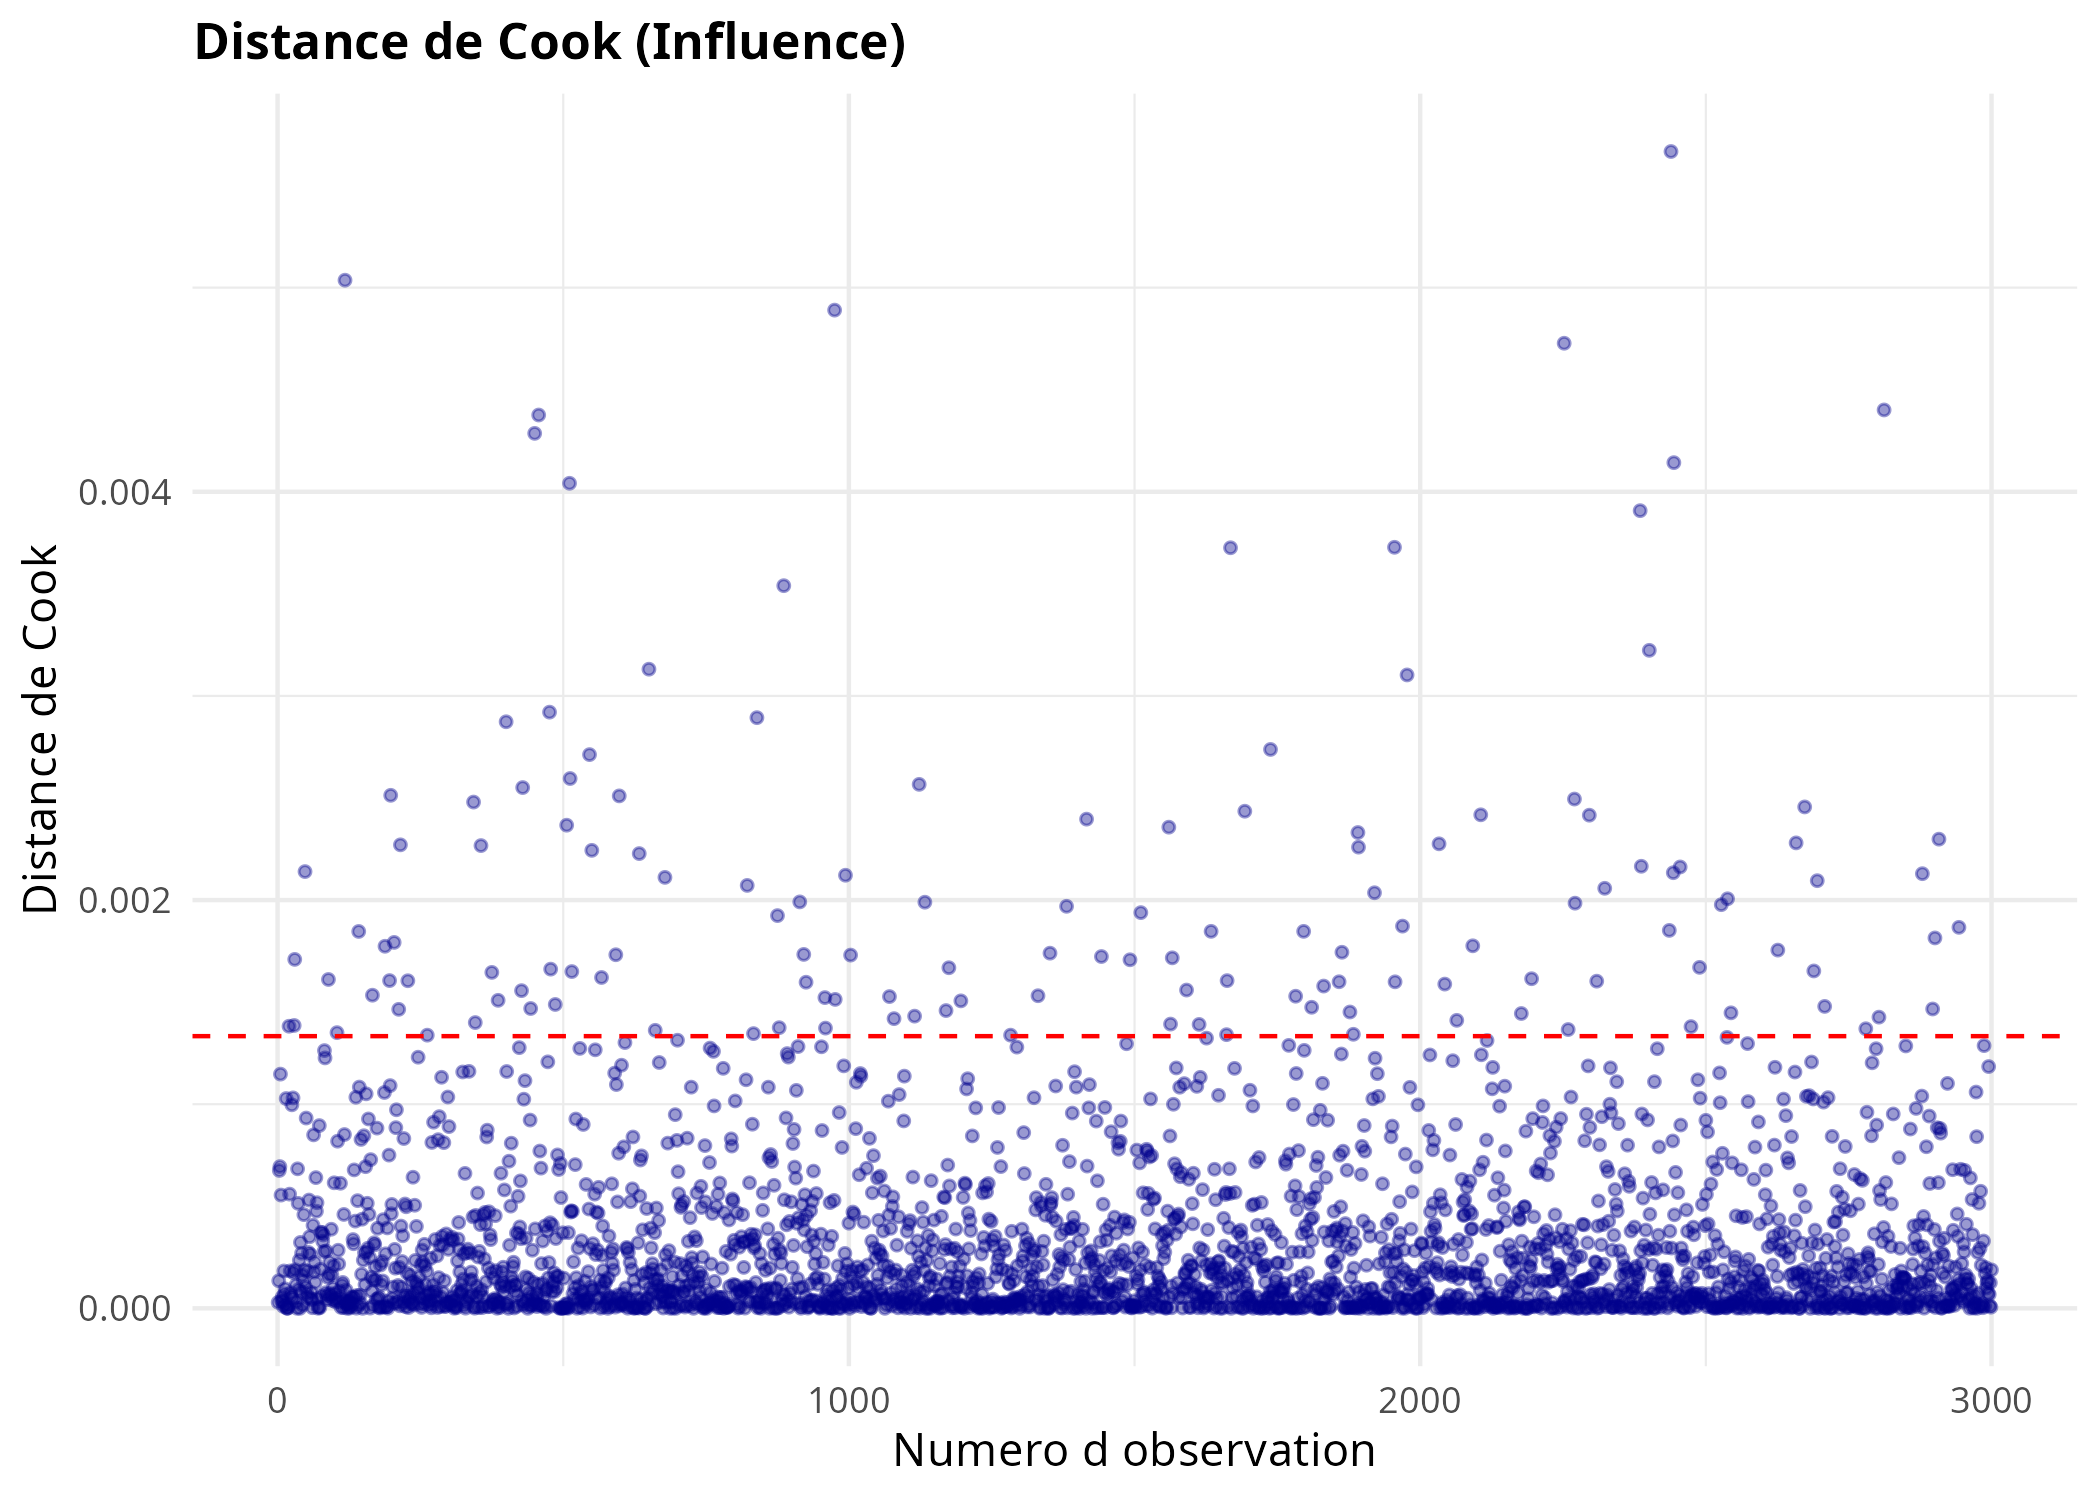 Distance de Cook (Influence)
Distance de Cook
0.004
0.002
0.000
0
1000
2000
3000
Numero d observation